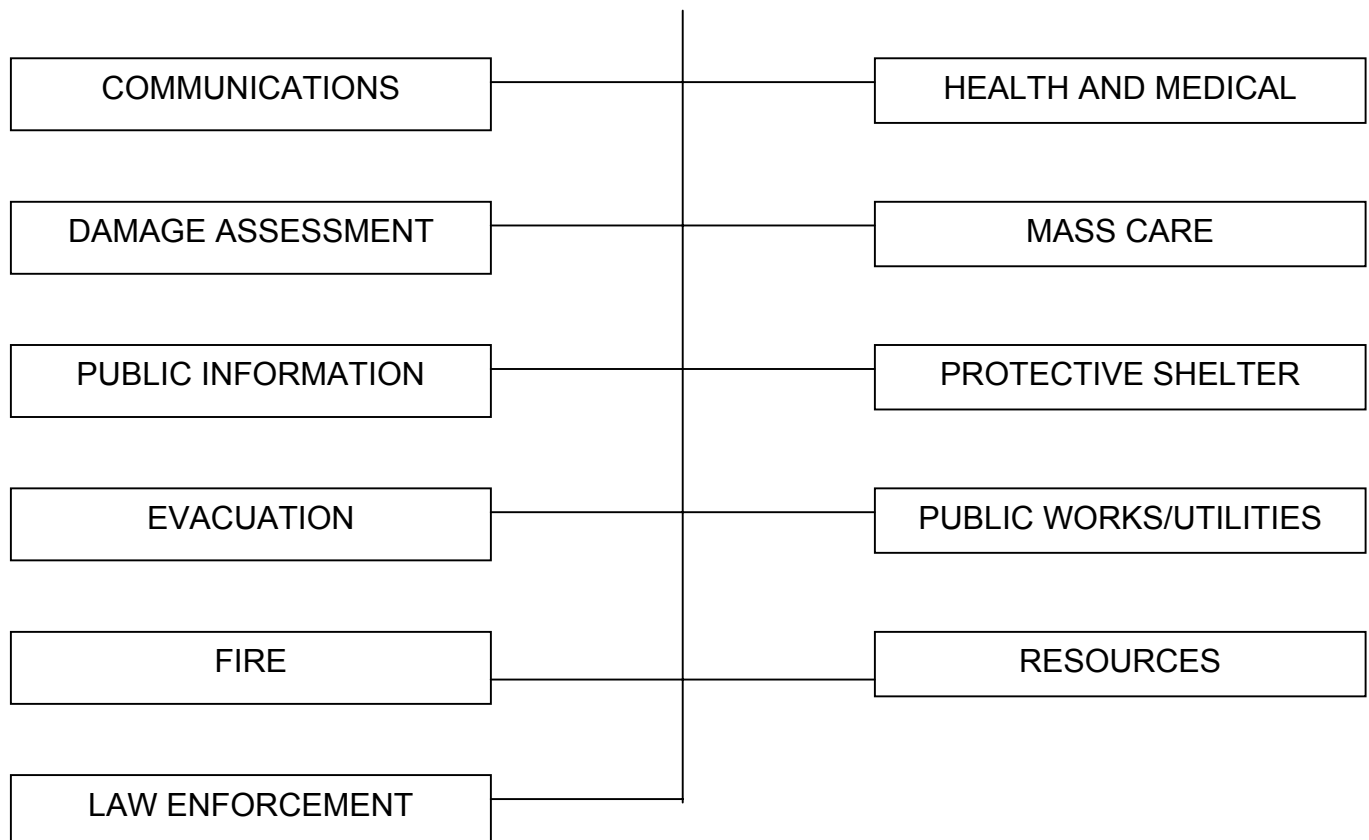 COMMUNICATIONS
HEALTH AND MEDICAL
DAMAGE ASSESSMENT
MASS CARE
PUBLIC INFORMATION
PROTECTIVE SHELTER
EVACUATION
PUBLIC WORKS/UTILITIES
FIRE
RESOURCES
LAW ENFORCEMENT